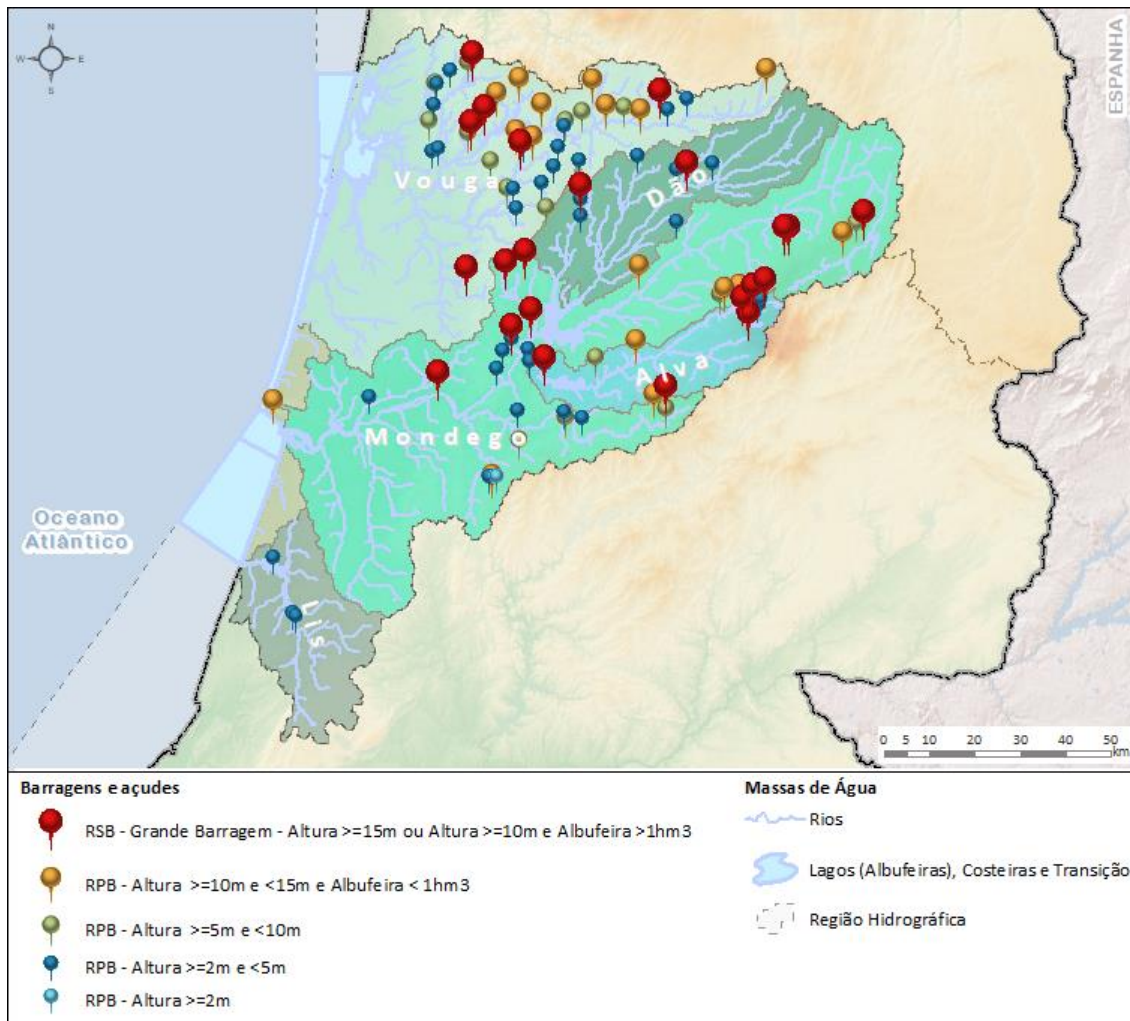 N
W E
S
ESPANHA
Vouga
Dão
Alva
Mondego
Oceano
Atlântico
Lis
0 5 10 20 30 40 50
km
Barragens e açudes
RSB - Grande Barragem - Altura >=15m ou Altura >=10m e Albufeira >1hm3
RPB - Altura >=10m e <15m e Albufeira < 1hm3
RPB - Altura >=5m e <10m
RPB - Altura >=2m e <5m
RPB - Altura >=2m
Massas de Água
Rios
Lagos (Albufeiras), Costeiras e Transição
Região Hidrográfica